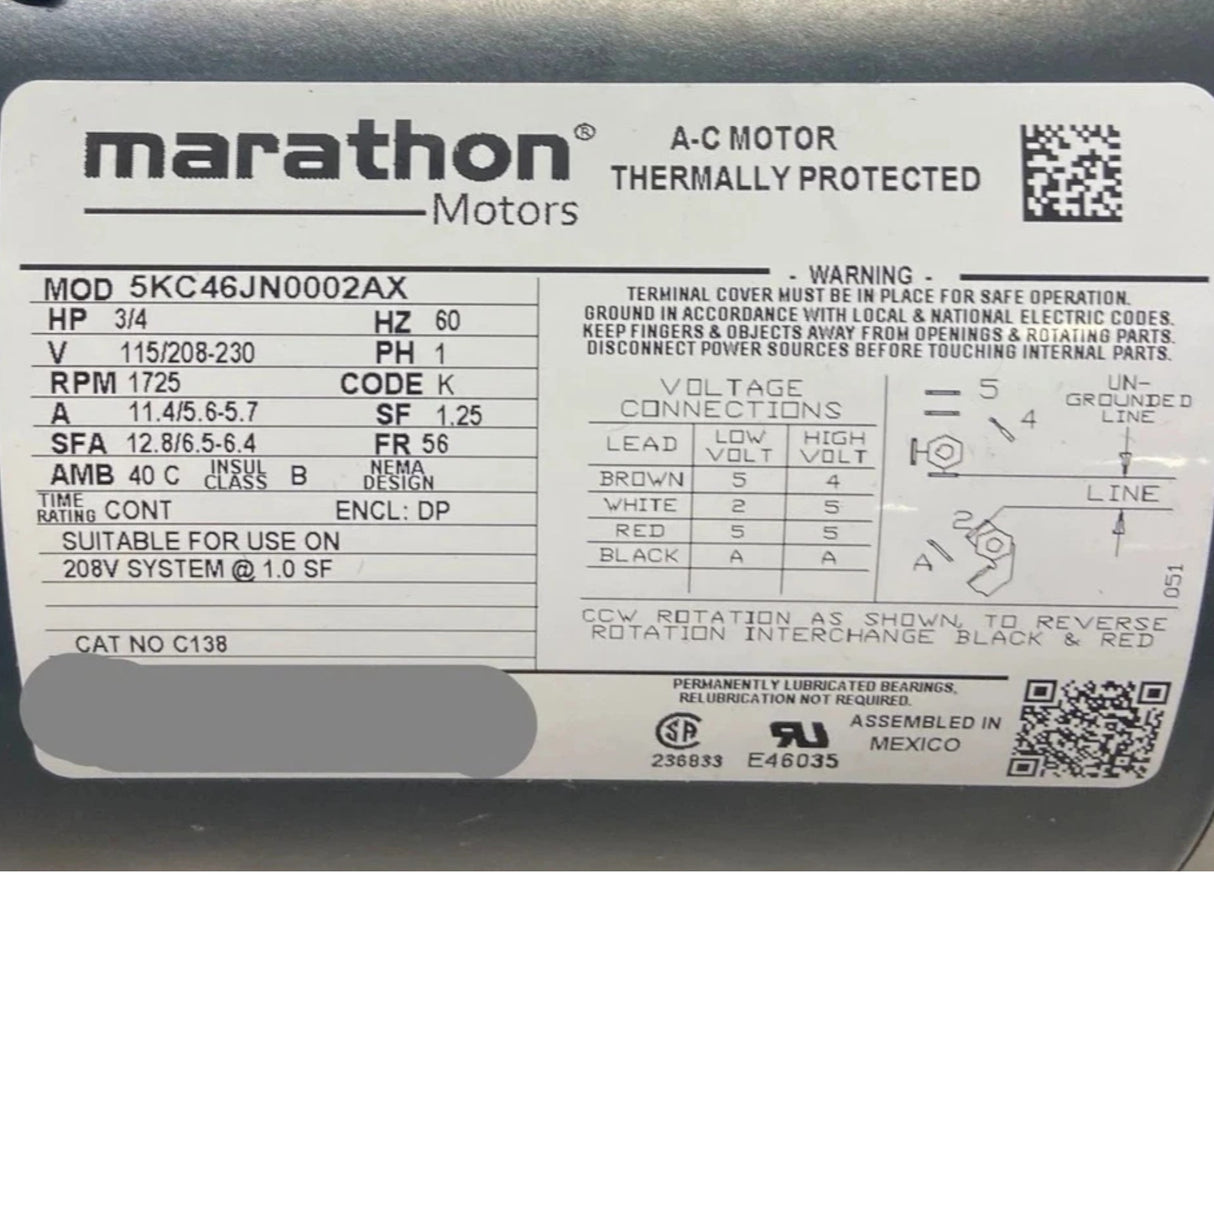 marathon®
Motors
A-C MOTOR
THERMALLY PROTECTED
MOD 5KC46JN0002AX
HP 3/4 HZ 60
V 115/208-230 PH 1
RPM 1725 CODE K
A 11.4/5.6-5.7 SF 1.25
SFA 12.8/6.5-6.4 FR 56
AMB 40 C INSUL CLASS B NEMA DESIGN
TIME RATING CONT ENCL: DP
SUITABLE FOR USE ON
208V SYSTEM @ 1.0 SF
CAT NO C138
- WARNING -
TERMINAL COVER MUST BE IN PLACE FOR SAFE OPERATION.
GROUND IN ACCORDANCE WITH LOCAL & NATIONAL ELECTRIC CODES.
KEEP FINGERS & OBJECTS AWAY FROM OPENINGS & ROTATING PARTS.
DISCONNECT POWER SOURCES BEFORE TOUCHING INTERNAL PARTS.
VOLTAGE
CONNECTIONS
LEAD LOW VOLT HIGH VOLT
BROWN 5 4
WHITE 2 5
RED 5 5
BLACK A A
5
4
UN-
GROUNDED
LINE
LINE
2
A
051
CCW ROTATION AS SHOWN, TO REVERSE
ROTATION INTERCHANGE BLACK & RED
PERMANENTLY LUBRICATED BEARINGS,
RELUBRICATION NOT REQUIRED.
SA
236833
RU
E46035
ASSEMBLED IN
MEXICO